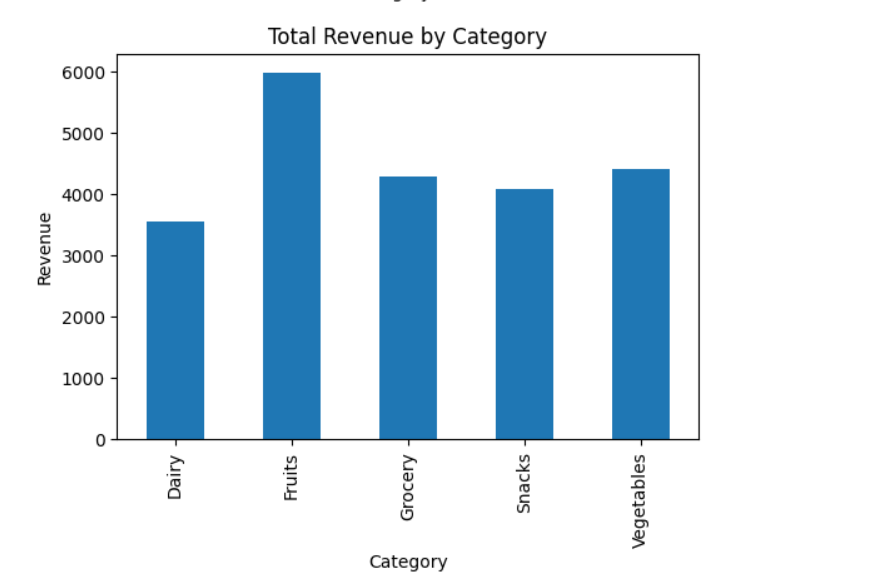 Total Revenue by Category
6000
5000
4000
3000
2000
1000
0
Revenue
Dairy
Fruits
Grocery
Snacks
Vegetables
Category